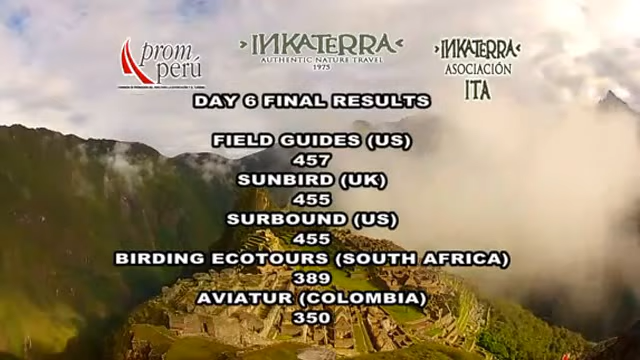 prom
perú
INKATERRA
AUTHENTIC NATURE TRAVEL
1975
INKATERRA
ASOCIACIÓN
ITA
DAY 6 FINAL RESULTS
FIELD GUIDES (US)
457
SUNBIRD (UK)
455
SURBOUND (US)
455
BIRDING ECOTOURS (SOUTH AFRICA)
389
AVIATUR (COLOMBIA)
350